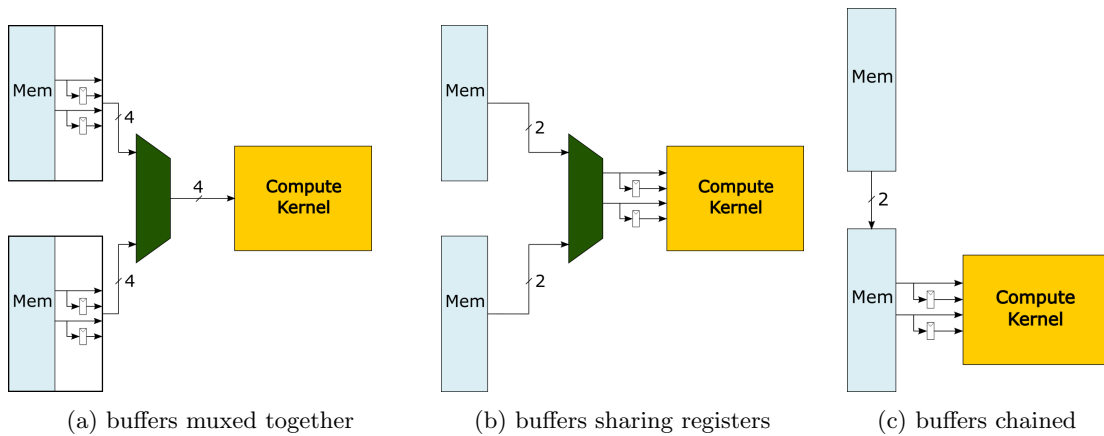 Mem
4
4
Compute
Kernel
Mem
4
(a) buffers muxed together
Mem
2
Compute
Kernel
Mem
2
(b) buffers sharing registers
Mem
2
Mem
Compute
Kernel
(c) buffers chained